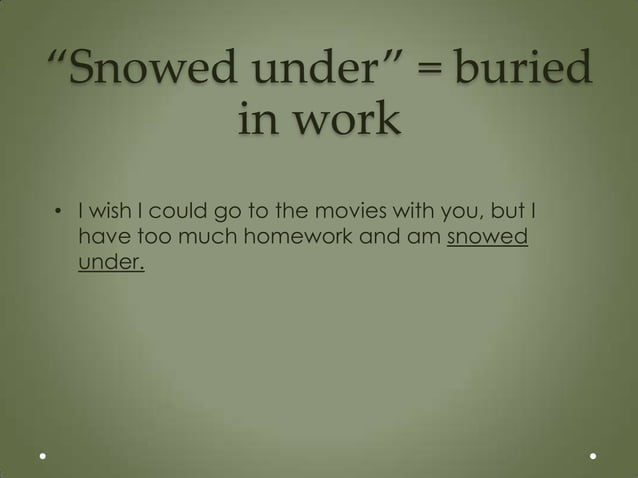 “Snowed under” = buried
in work
• I wish I could go to the movies with you, but I
have too much homework and am snowed
under.